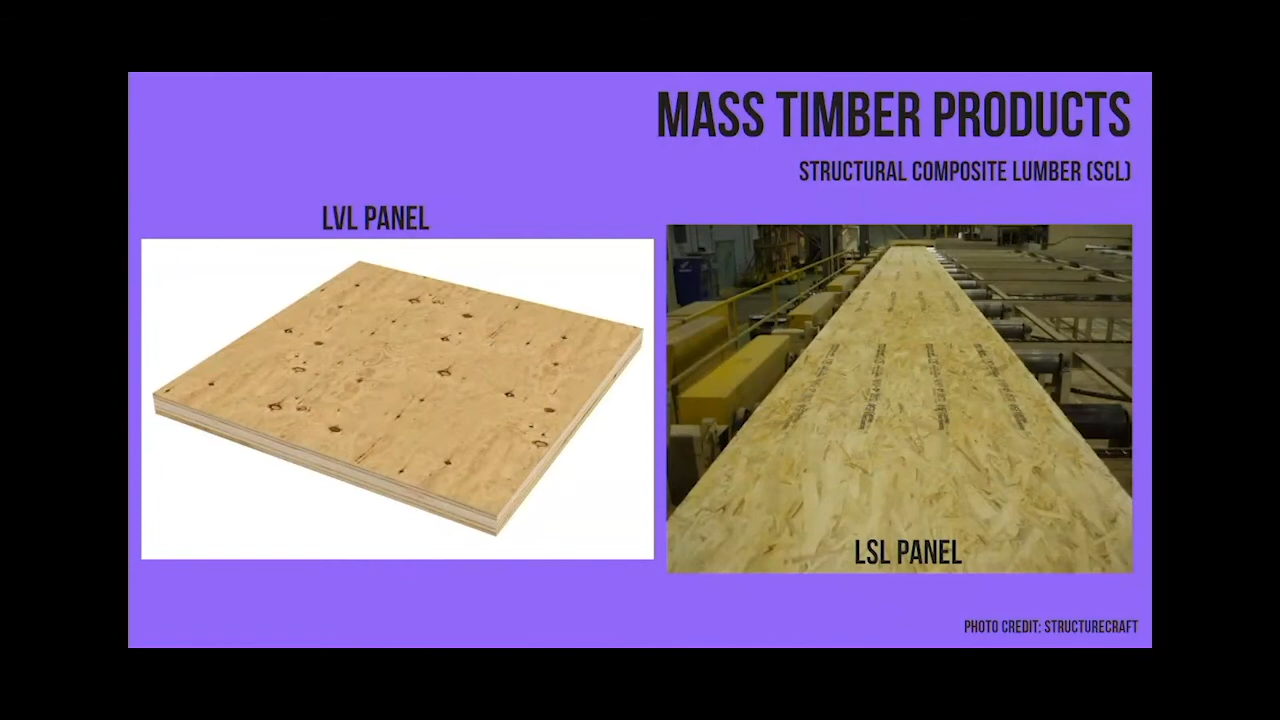 MASS TIMBER PRODUCTS
STRUCTURAL COMPOSITE LUMBER (SCL)
LVL PANEL
LSL PANEL
PHOTO CREDIT: STRUCTURECRAFT